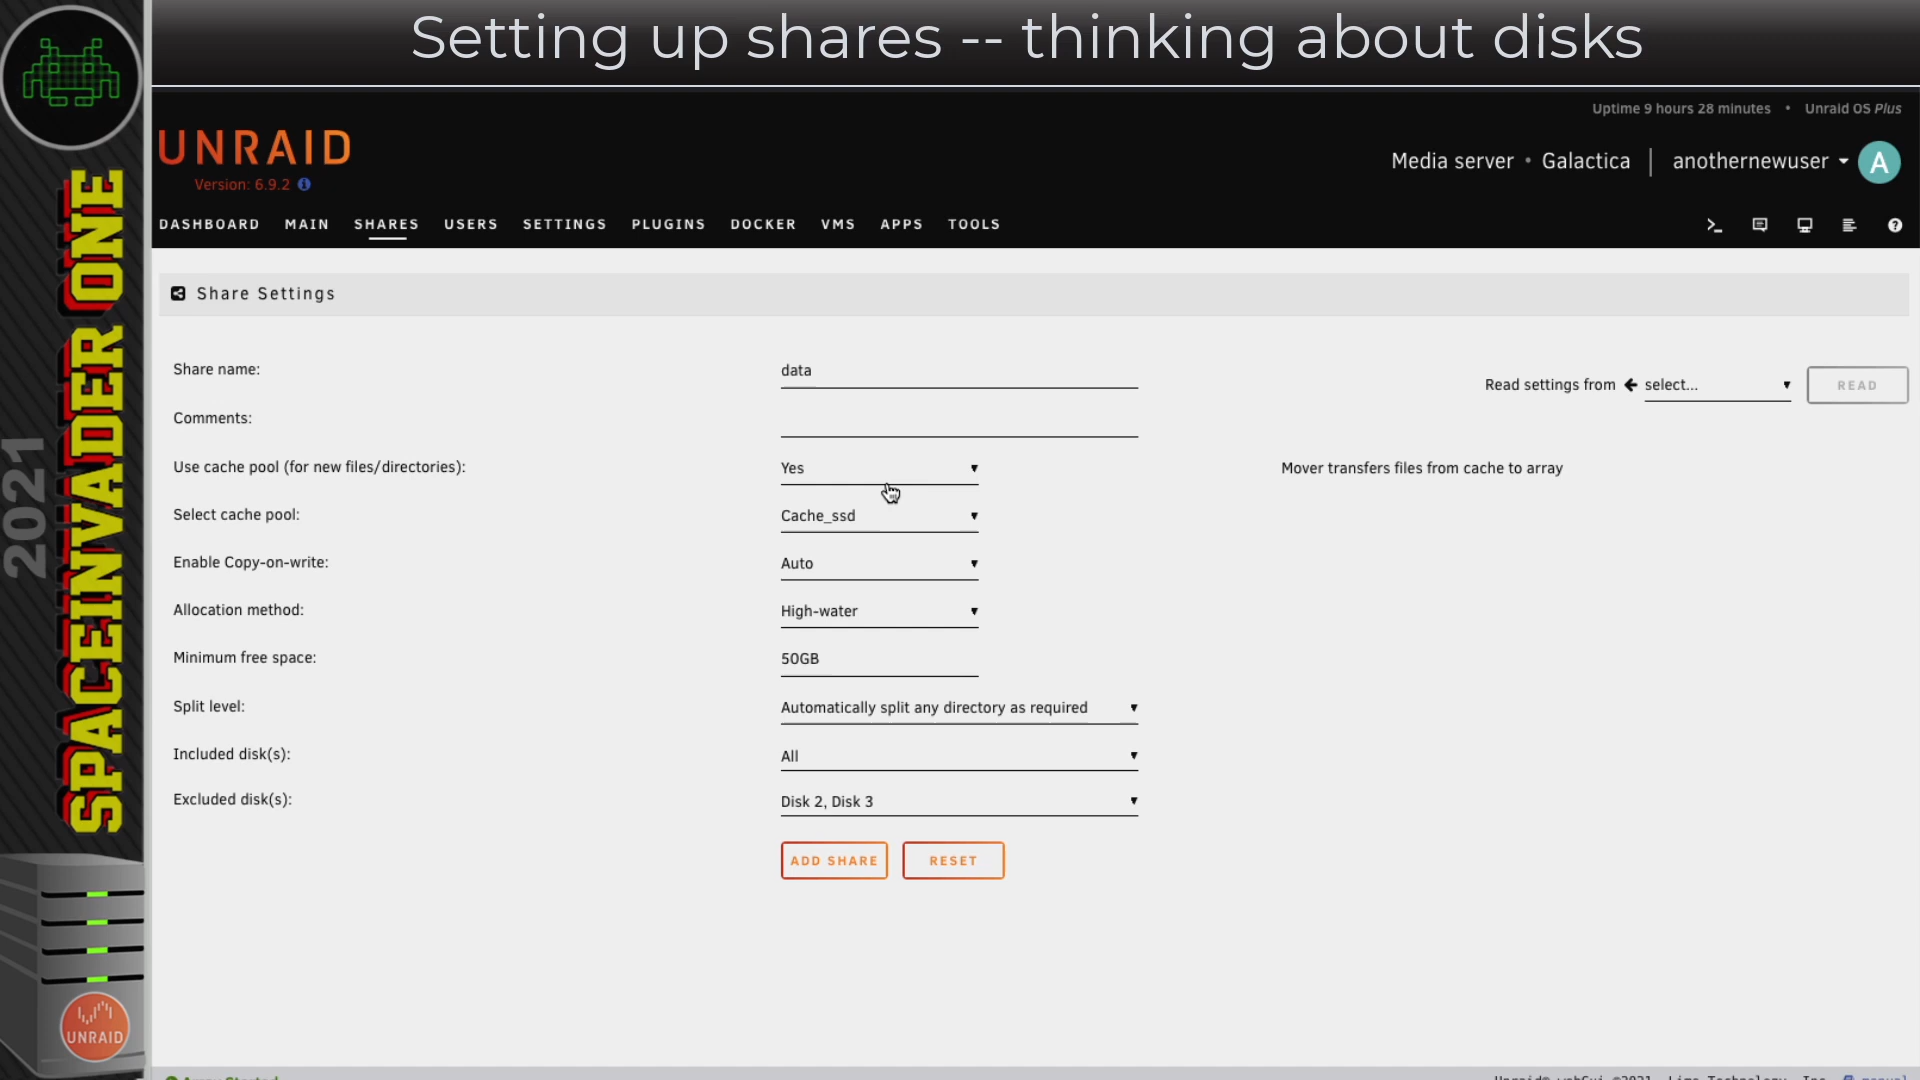 Setting up shares -- thinking about disks
2021
SPACEINVADER ONE
UNRAID
Uptime 9 hours 28 minutes • Unraid OS Plus
UNRAID
Version: 6.9.2
Media server • Galactica | anothernewuser A
DASHBOARD MAIN SHARES USERS SETTINGS PLUGINS DOCKER VMS APPS TOOLS
Share Settings
Share name: data
Read settings from select... READ
Comments:
Use cache pool (for new files/directories): Yes Mover transfers files from cache to array
Select cache pool: Cache_ssd
Enable Copy-on-write: Auto
Allocation method: High-water
Minimum free space: 50GB
Split level: Automatically split any directory as required
Included disk(s): All
Excluded disk(s): Disk 2, Disk 3
ADD SHARE RESET